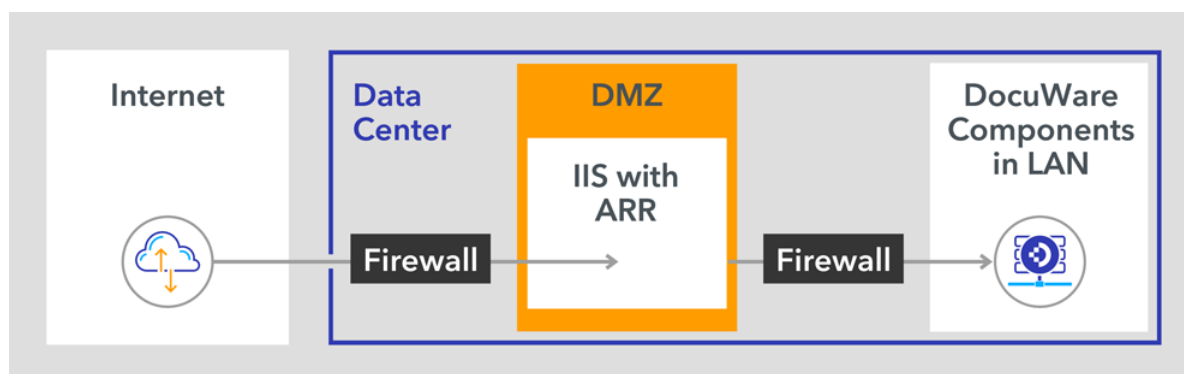 Internet
Data
Center
DMZ
IIS with
ARR
DocuWare
Components
in LAN
Firewall
Firewall